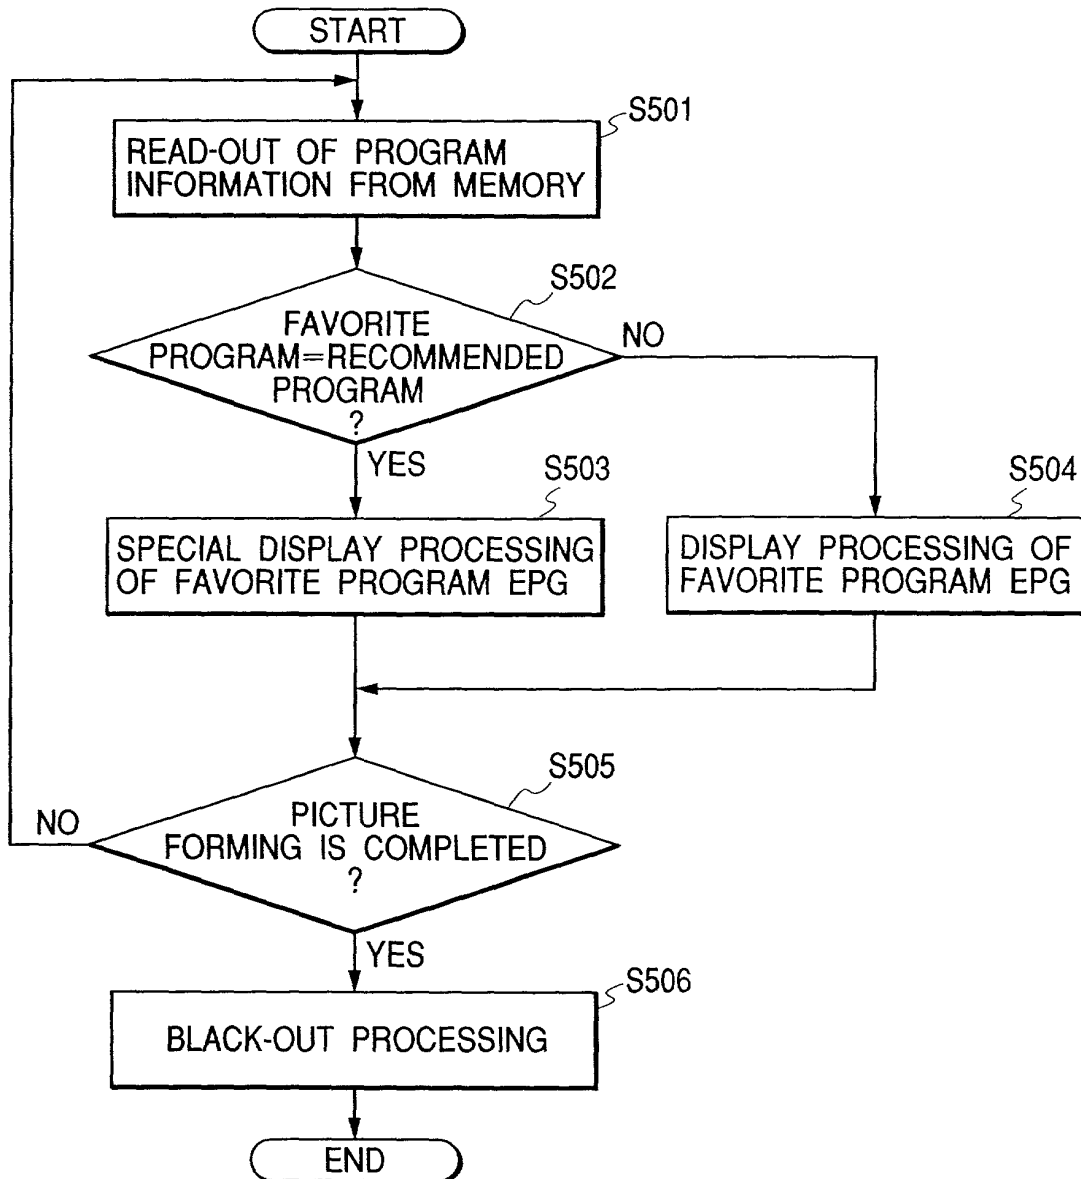 START
S501
READ-OUT OF PROGRAM
INFORMATION FROM MEMORY
S502
FAVORITE
PROGRAM=RECOMMENDED
PROGRAM
?
NO
YES
S503
SPECIAL DISPLAY PROCESSING
OF FAVORITE PROGRAM EPG
S504
DISPLAY PROCESSING OF
FAVORITE PROGRAM EPG
S505
PICTURE
FORMING IS COMPLETED
?
NO
YES
S506
BLACK-OUT PROCESSING
END